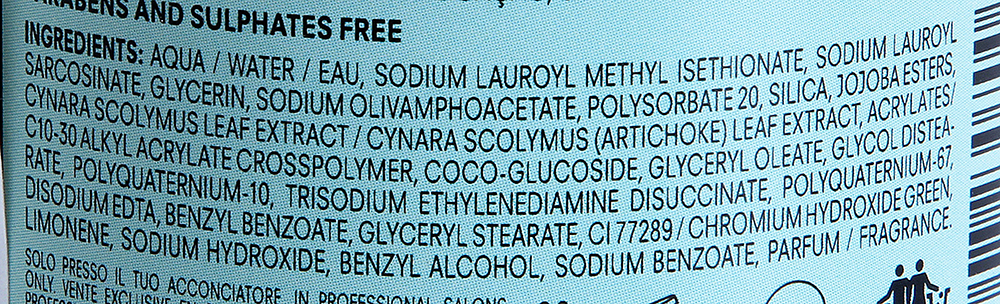 PARABENS AND SULPHATES FREE
INGREDIENTS: AQUA / WATER / EAU, SODIUM LAUROYL METHYL ISETHIONATE, SODIUM LAUROYL
SARCOSINATE, GLYCERIN, SODIUM OLIVAMPHOACETATE, POLYSORBATE 20, SILICA, JOJOBA ESTERS,
CYNARA SCOLYMUS LEAF EXTRACT / CYNARA SCOLYMUS (ARTICHOKE) LEAF EXTRACT, ACRYLATES/
C10-30 ALKYL ACRYLATE CROSSPOLYMER, COCO-GLUCOSIDE, GLYCERYL OLEATE, GLYCOL DISTEA-
RATE, POLYQUATERNIUM-10, TRISODIUM ETHYLENEDIAMINE DISUCCINATE, POLYQUATERNIUM-67,
DISODIUM EDTA, BENZYL BENZOATE, GLYCERYL STEARATE, CI 77289 / CHROMIUM HYDROXIDE GREEN,
LIMONENE, SODIUM HYDROXIDE, BENZYL ALCOHOL, SODIUM BENZOATE, PARFUM / FRAGRANCE.
SOLO PRESSO IL TUO ACCONCIATORE. IN PROFESSIONAL SALONS
ONLY. VENTE EXCLUSIVE